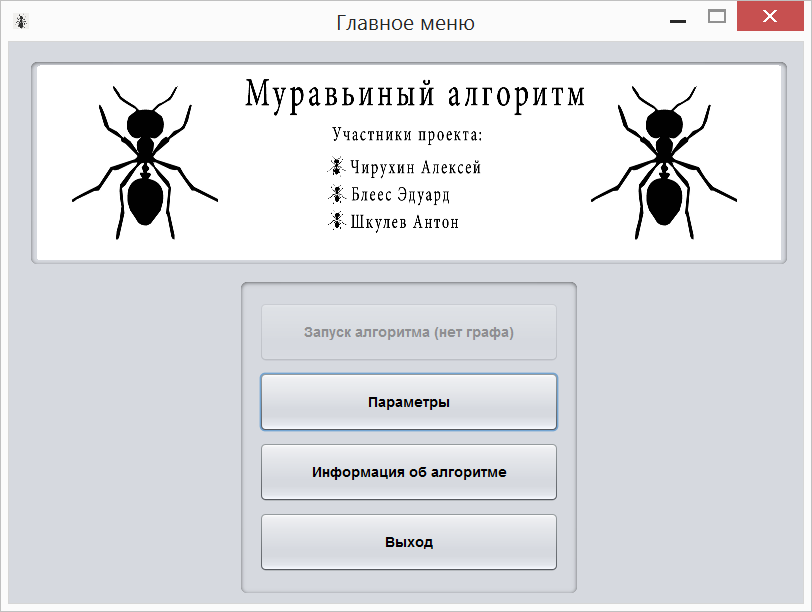 Главное меню
Муравьиный алгоритм
Участники проекта:
Чирухин Алексей
Блеес Эдуард
Шкулев Антон
Запуск алгоритма (нет графа)
Параметры
Информация об алгоритме
Выход